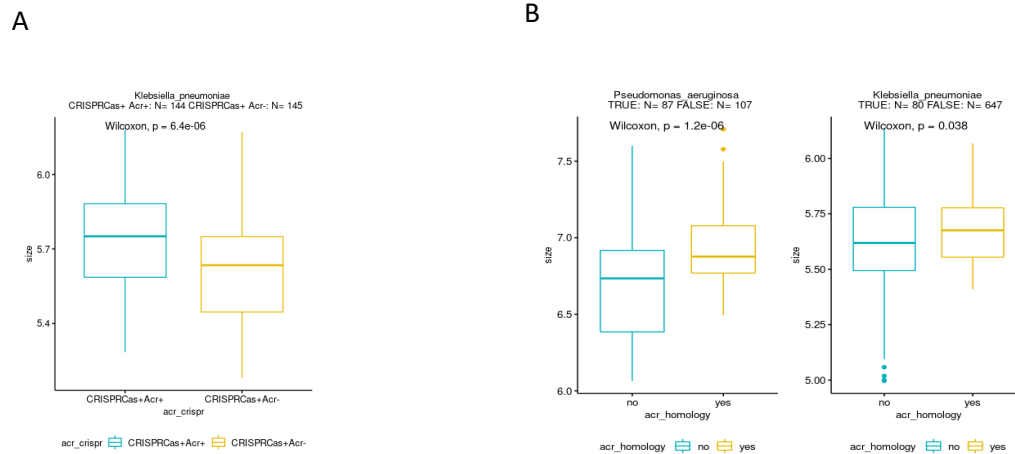 A
Klebsiella_pneumoniae
CRISPRCas+ Acr+: N= 144 CRISPRCas+ Acr-: N= 145
Wilcoxon, p = 6.4e-06
6.0
5.7
5.4
size
CRISPRCas+Acr+ CRISPRCas+Acr-
acr_crispr
acr_crispr CRISPRCas+Acr+ CRISPRCas+Acr-
B
Pseudomonas_aeruginosa
TRUE: N= 87 FALSE: N= 107
Wilcoxon, p = 1.2e-06
7.5
7.0
6.5
6.0
size
no yes
acr_homology
acr_homology no yes
Klebsiella_pneumoniae
TRUE: N= 80 FALSE: N= 647
Wilcoxon, p = 0.038
6.00
5.75
5.50
5.25
5.00
size
no yes
acr_homology
acr_homology no yes